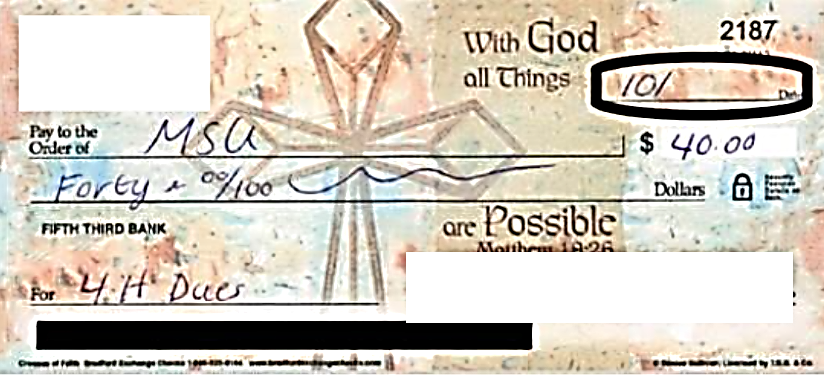 With God 2187
all Things
101 Date
Pay to the
Order of MSU $ 40.00
Forty & 00/100 Dollars
FIFTH THIRD BANK
are Possible
Matthew 19:26
For 4-H Dues